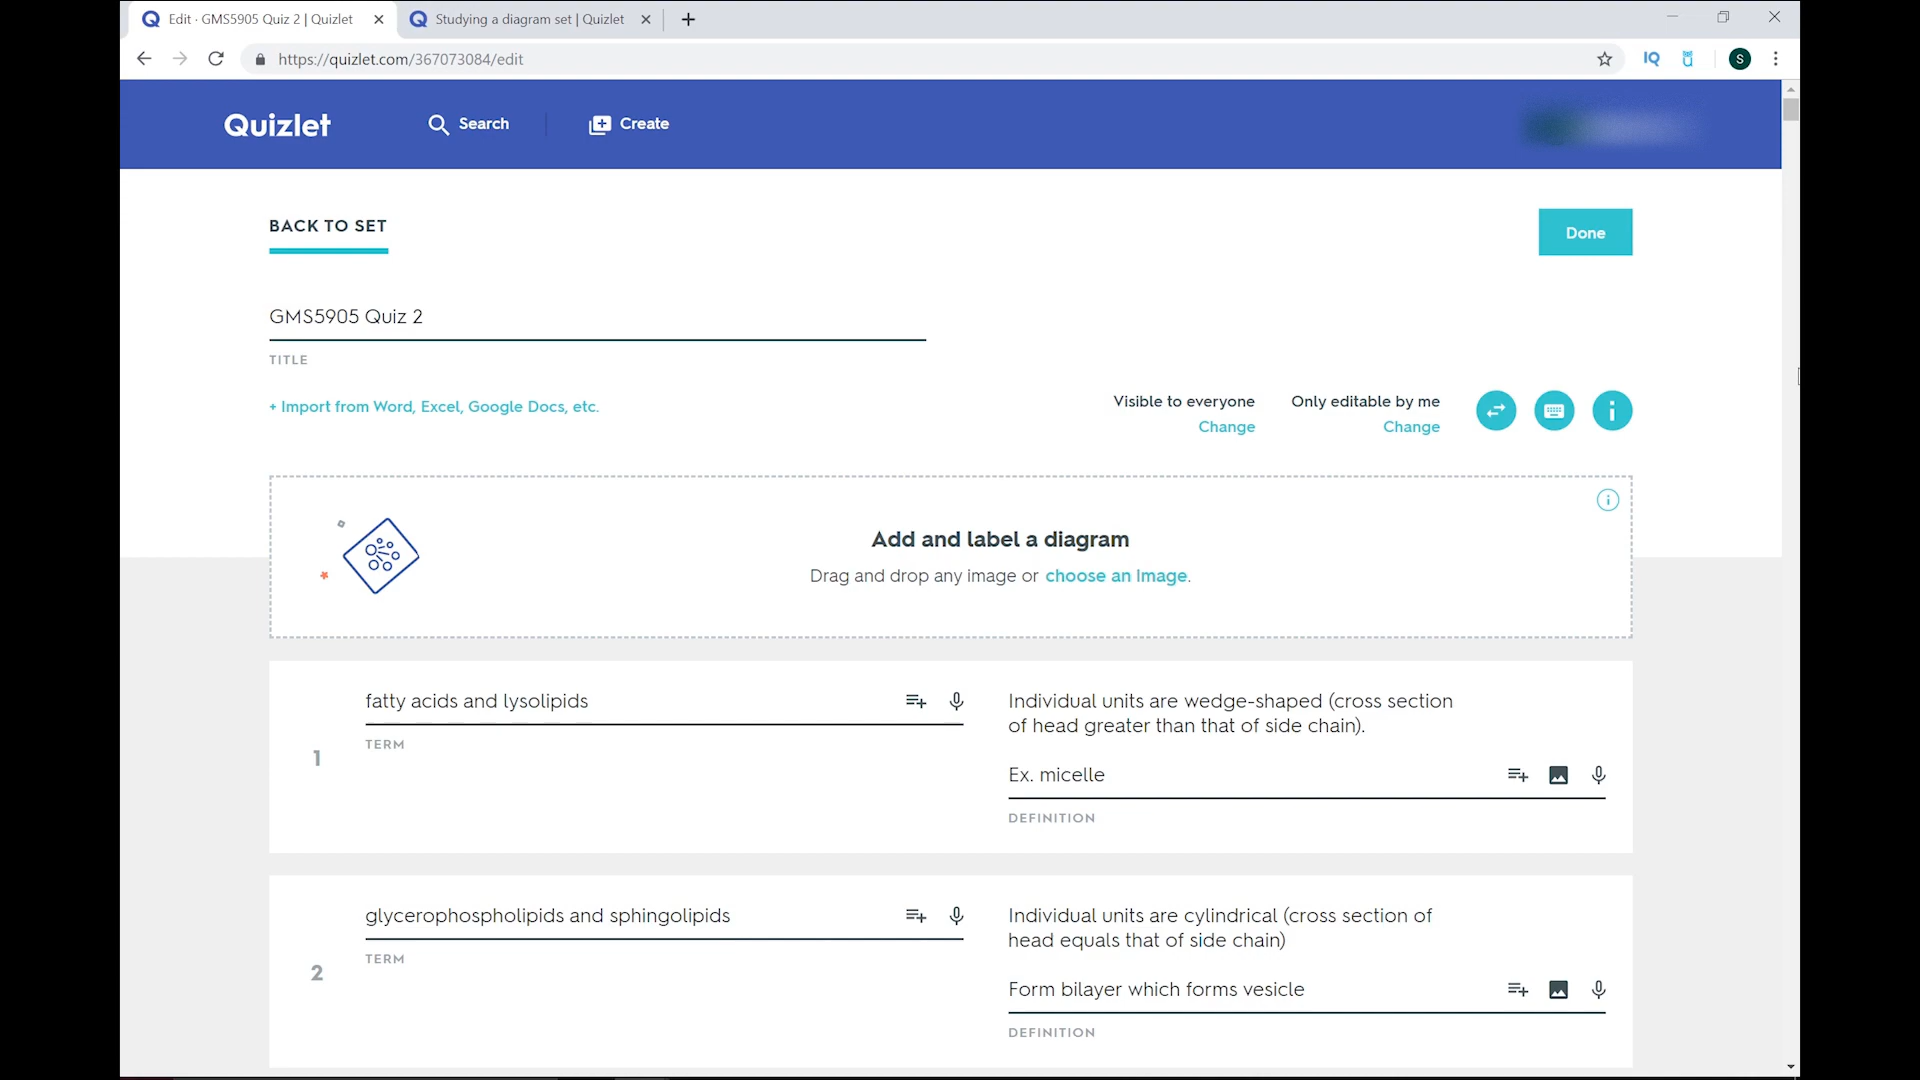 Edit · GMS5905 Quiz 2 | Quizlet
Studying a diagram set | Quizlet
https://quizlet.com/367073084/edit
IQ
S
Quizlet
Search
Create
BACK TO SET
Done
GMS5905 Quiz 2
TITLE
+ Import from Word, Excel, Google Docs, etc.
Visible to everyone
Change
Only editable by me
Change
Add and label a diagram
Drag and drop any image or choose an image.
1
fatty acids and lysolipids
TERM
Individual units are wedge-shaped (cross section
of head greater than that of side chain).
Ex. micelle
DEFINITION
2
glycerophospholipids and sphingolipids
TERM
Individual units are cylindrical (cross section of
head equals that of side chain)
Form bilayer which forms vesicle
DEFINITION